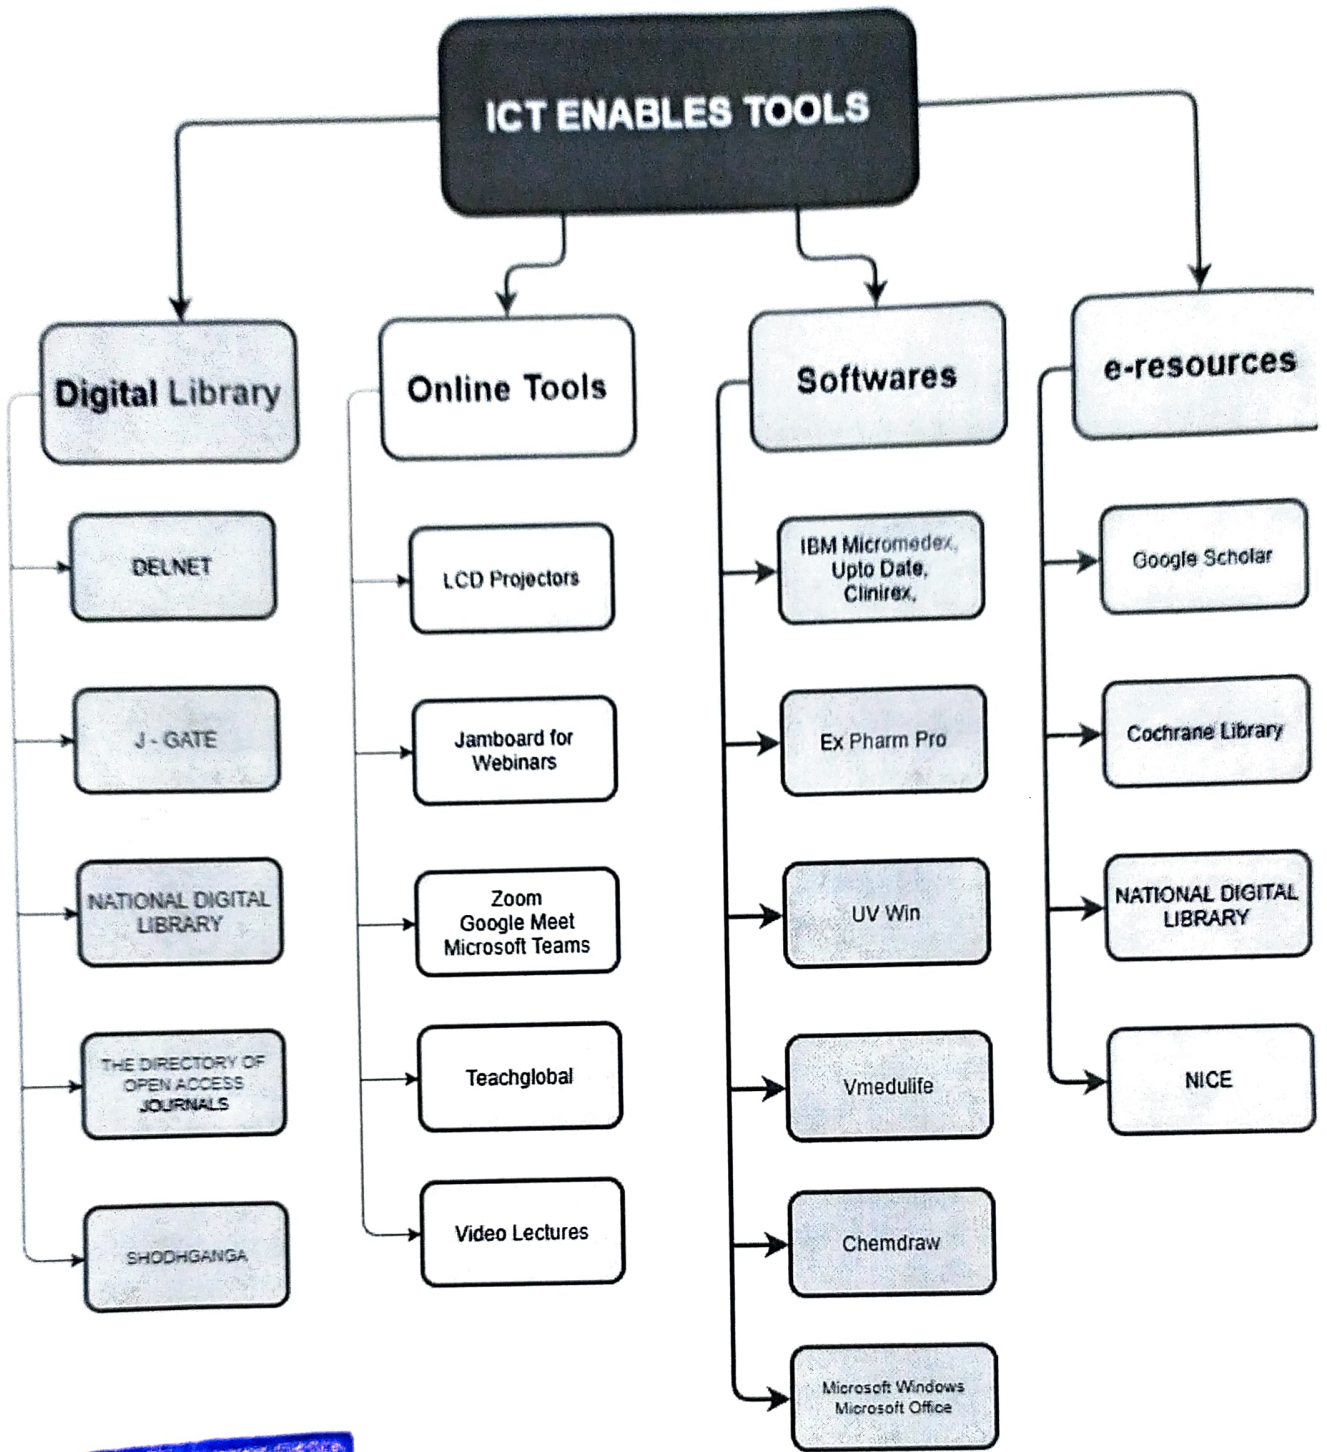 ICT ENABLES TOOLS
Digital Library
DELNET
J - GATE
NATIONAL DIGITAL
LIBRARY
THE DIRECTORY OF
OPEN ACCESS
JOURNALS
SHODHGANGA
Online Tools
LCD Projectors
Jamboard for
Webinars
Zoom
Google Meet
Microsoft Teams
Teachglobal
Video Lectures
Softwares
IBM Micromedex,
Upto Date,
Clinirex,
Ex Pharm Pro
UV Win
Vmedulife
Chemdraw
Microsoft Windows
Microsoft Office
e-resources
Google Scholar
Cochrane Library
NATIONAL DIGITAL
LIBRARY
NICE